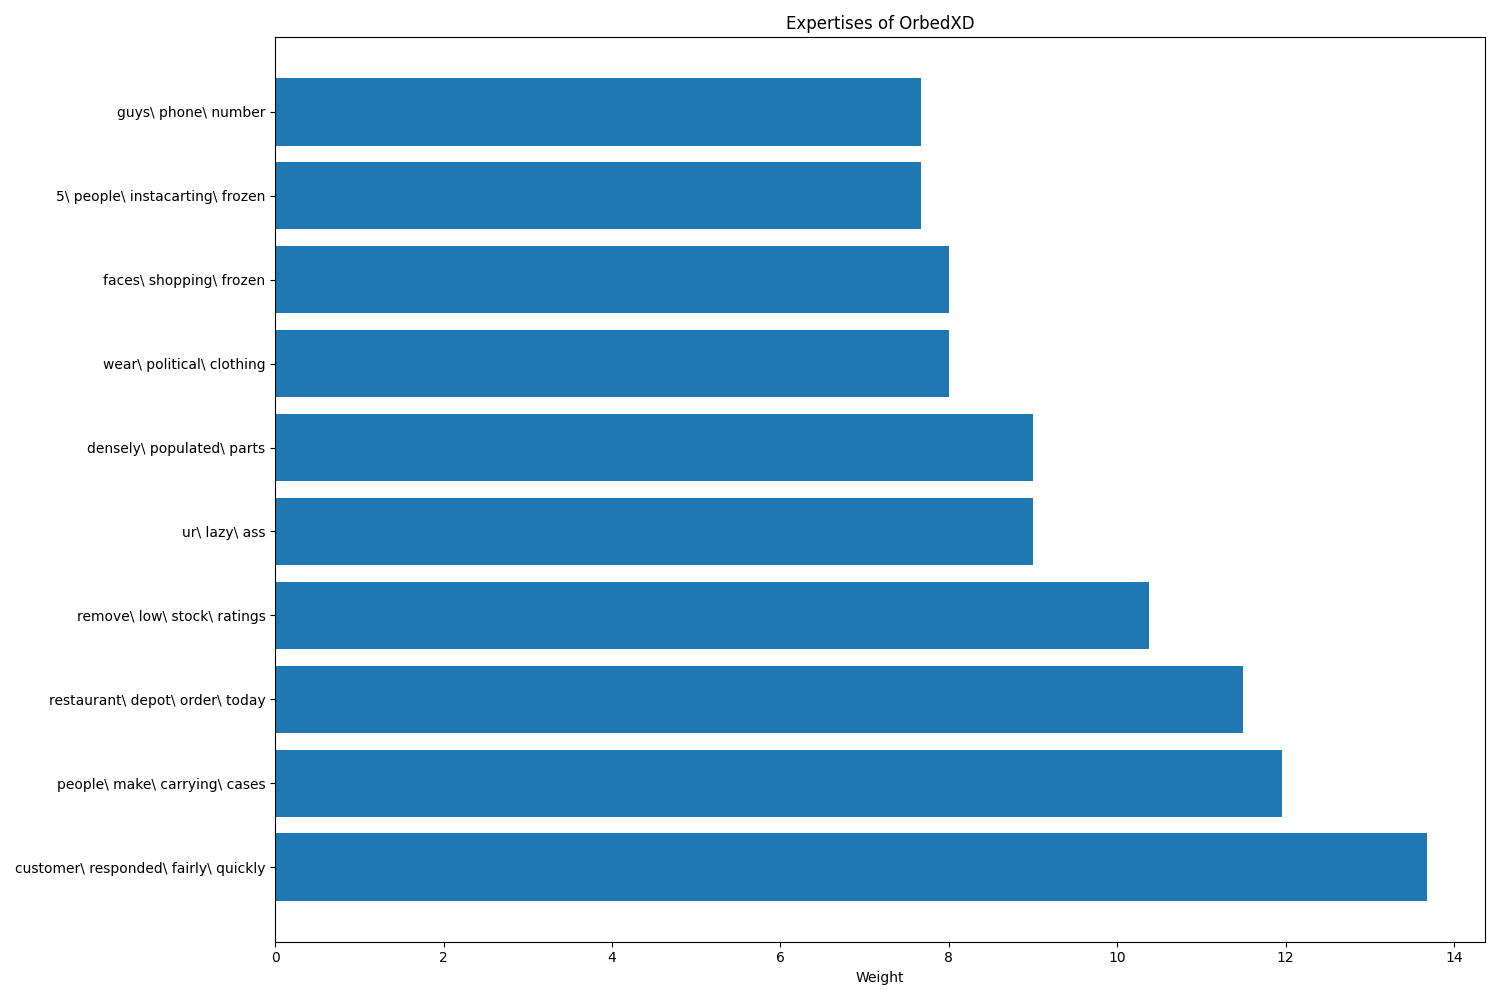 Expertises of OrbedXD
guys\ phone\ number
5\ people\ instacarting\ frozen
faces\ shopping\ frozen
wear\ political\ clothing
densely\ populated\ parts
ur\ lazy\ ass
remove\ low\ stock\ ratings
restaurant\ depot\ order\ today
people\ make\ carrying\ cases
customer\ responded\ fairly\ quickly
0 2 4 6 8 10 12 14
Weight